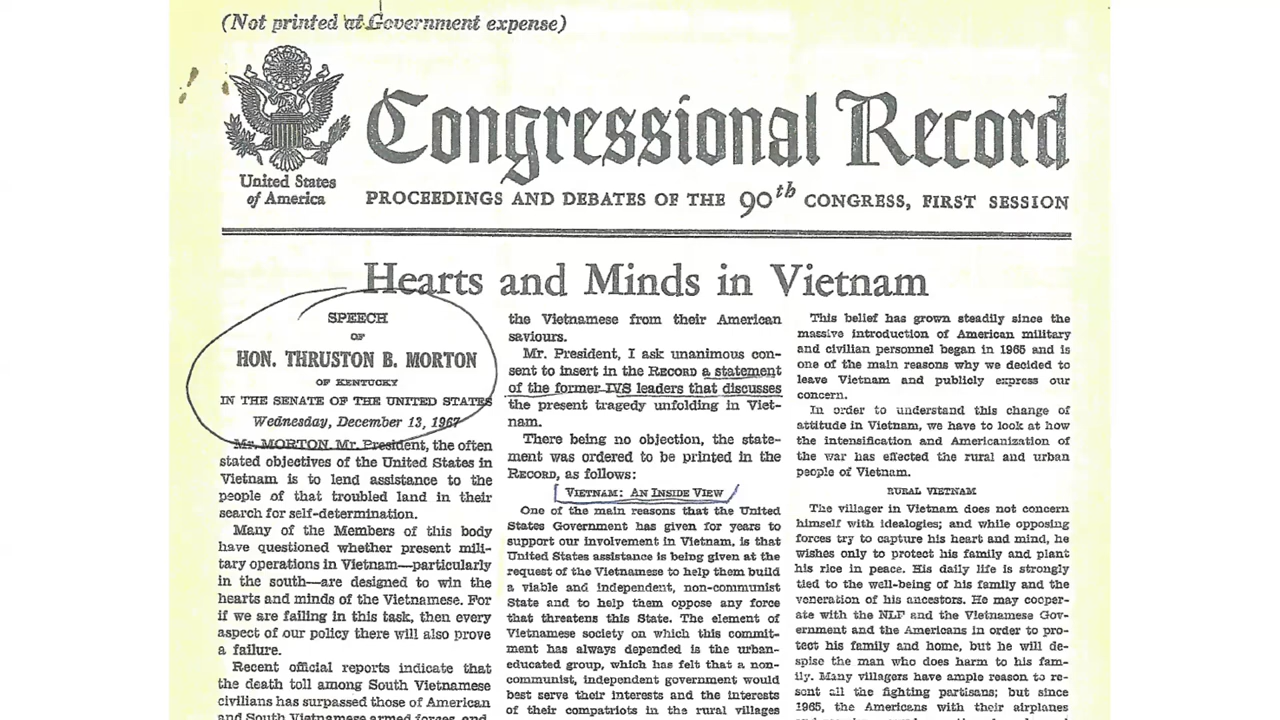 (Not printed at Government expense)
United States
of America
Congressional Record
PROCEEDINGS AND DEBATES OF THE 90th CONGRESS, FIRST SESSION
Hearts and Minds in Vietnam
SPEECH
OF
HON. THRUSTON B. MORTON
OF KENTUCKY
IN THE SENATE OF THE UNITED STATES
Wednesday, December 13, 1967
Mr. MORTON. Mr. President, the often
stated objectives of the United States in
Vietnam is to lend assistance to the
people of that troubled land in their
search for self-determination.
Many of the Members of this body
have questioned whether present mili-
tary operations in Vietnam—particularly
in the south—are designed to win the
hearts and minds of the Vietnamese. For
if we are failing in this task, then every
aspect of our policy there will also prove
a failure.
Recent official reports indicate that
the death toll among South Vietnamese
civilians has surpassed those of American
and South Vietnamese armed forces, and
the Vietnamese from their American
saviours.
Mr. President, I ask unanimous con-
sent to insert in the RECORD a statement
of the former IVS leaders that discusses
the present tragedy unfolding in Viet-
nam.
There being no objection, the state-
ment was ordered to be printed in the
RECORD, as follows:
VIETNAM: AN INSIDE VIEW
One of the main reasons that the United
States Government has given for years to
support our involvement in Vietnam, is that
United States assistance is being given at the
request of the Vietnamese to help them build
a viable and independent, non-communist
State and to help them oppose any force
that threatens this State. The element of
Vietnamese society on which this commit-
ment has always depended is the urban-
educated group, which has felt that a non-
communist, independent government would
best serve their interests and the interests
of their compatriots in the rural villages
This belief has grown steadily since the
massive introduction of American military
and civilian personnel began in 1965 and is
one of the main reasons why we decided to
leave Vietnam and publicly express our
concern.
In order to understand this change of
attitude in Vietnam, we have to look at how
the intensification and Americanization of
the war has effected the rural and urban
people of Vietnam.
RURAL VIETNAM
The villager in Vietnam does not concern
himself with idealogies; and while opposing
forces try to capture his heart and mind, he
wishes only to protect his family and plant
his rice in peace. His daily life is strongly
tied to the well-being of his family and the
veneration of his ancestors. He may cooper-
ate with the NLF and the Vietnamese Gov-
ernment and the Americans in order to pro-
tect his family and home, but he will de-
spise the man who does harm to his fam-
ily. Many villagers have ample reason to re-
sent all the fighting partisans; but since
1965, the Americans with their airplanes